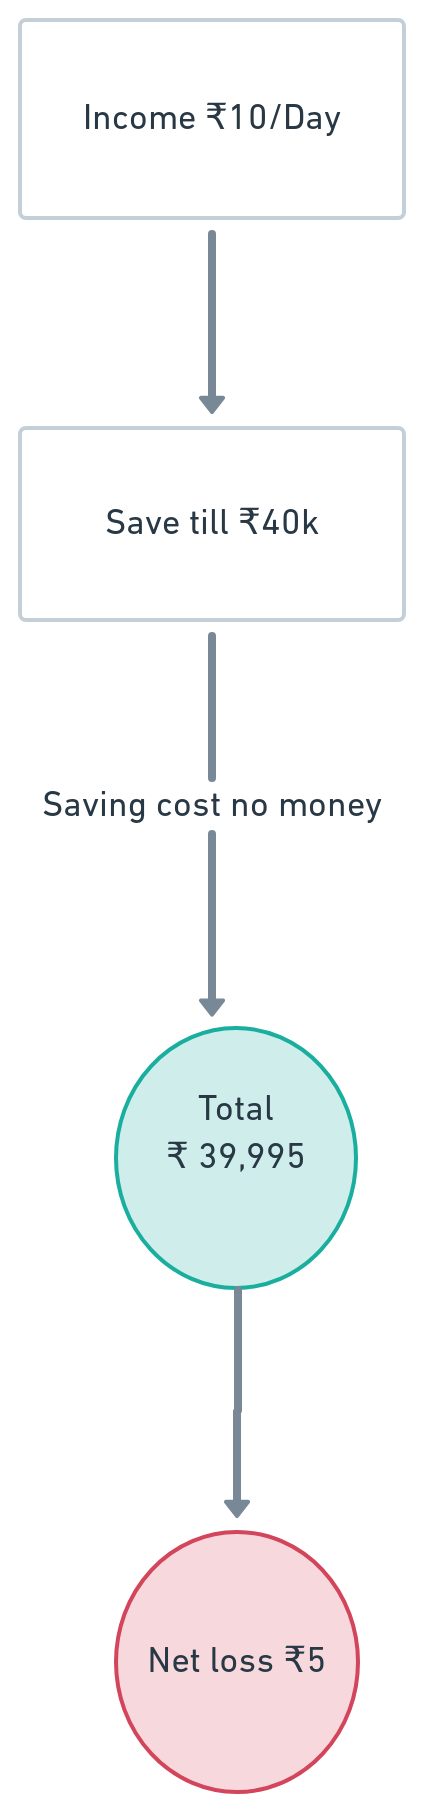 Income ₹10/Day
Save till ₹40k
Saving cost no money
Total
₹ 39,995
Net loss ₹5